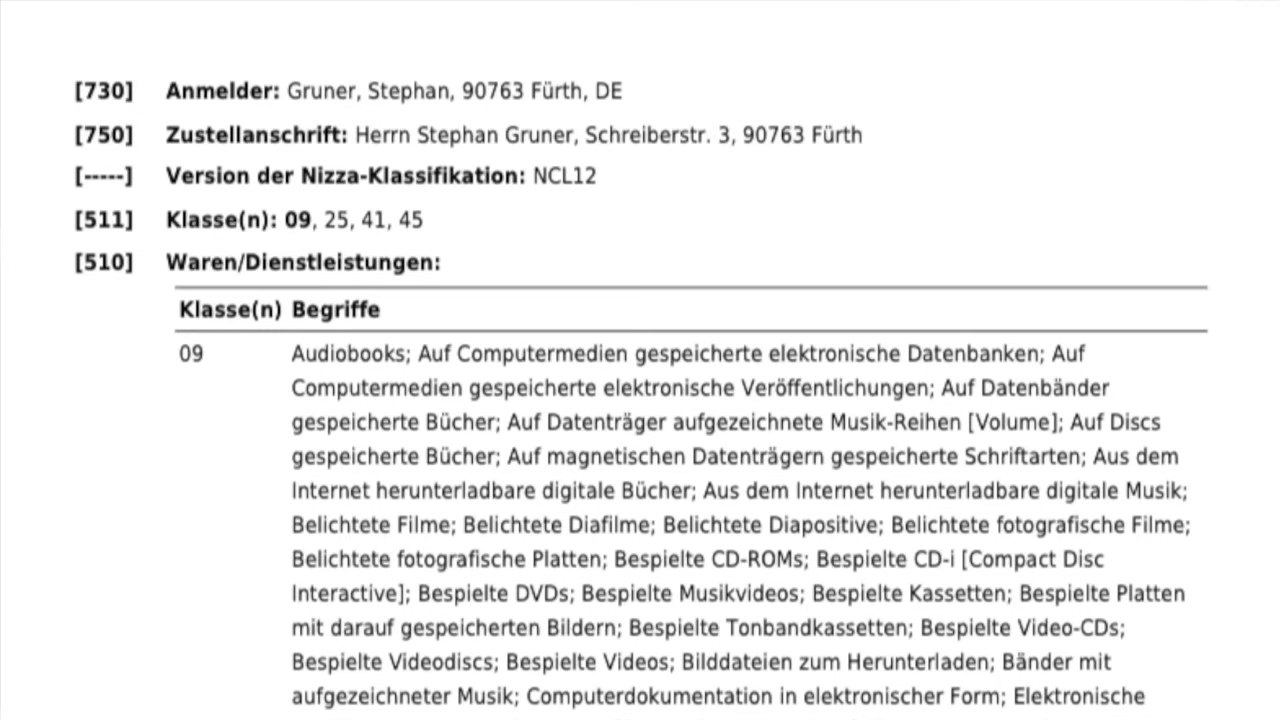 [730] Anmelder: Gruner, Stephan, 90763 Fürth, DE
[750] Zustellanschrift: Herrn Stephan Gruner, Schreiberstr. 3, 90763 Fürth
[-----] Version der Nizza-Klassifikation: NCL12
[511] Klasse(n): 09, 25, 41, 45
[510] Waren/Dienstleistungen:
Klasse(n) Begriffe
09 Audiobooks; Auf Computermedien gespeicherte elektronische Datenbanken; Auf
Computermedien gespeicherte elektronische Veröffentlichungen; Auf Datenbänder
gespeicherte Bücher; Auf Datenträger aufgezeichnete Musik-Reihen [Volume]; Auf Discs
gespeicherte Bücher; Auf magnetischen Datenträgern gespeicherte Schriftarten; Aus dem
Internet herunterladbare digitale Bücher; Aus dem Internet herunterladbare digitale Musik;
Belichtete Filme; Belichtete Diafilme; Belichtete Diapositive; Belichtete fotografische Filme;
Belichtete fotografische Platten; Bespielte CD-ROMs; Bespielte CD-i [Compact Disc
Interactive]; Bespielte DVDs; Bespielte Musikvideos; Bespielte Kassetten; Bespielte Platten
mit darauf gespeicherten Bildern; Bespielte Tonbandkassetten; Bespielte Video-CDs;
Bespielte Videodiscs; Bespielte Videos; Bilddateien zum Herunterladen; Bänder mit
aufgezeichneter Musik; Computerdokumentation in elektronischer Form; Elektronische